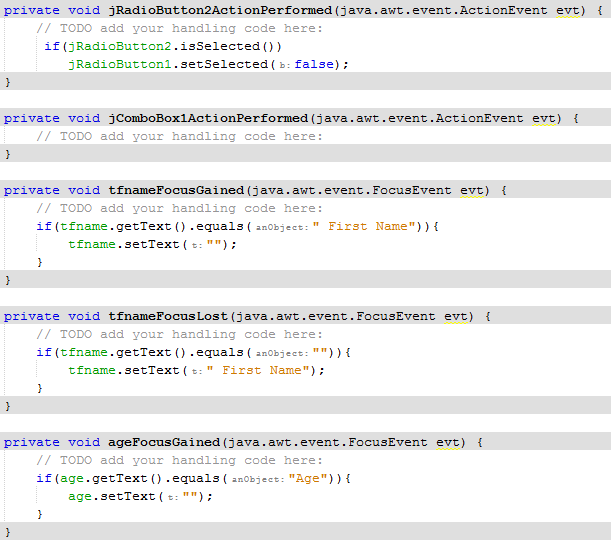 private void jRadioButton2ActionPerformed(java.awt.event.ActionEvent evt) {
// TODO add your handling code here:
if(jRadioButton2.isSelected())
jRadioButton1.setSelected( b: false);
}
private void jComboBox1ActionPerformed(java.awt.event.ActionEvent evt) {
// TODO add your handling code here:
}
private void tfnameFocusGained(java.awt.event.FocusEvent evt) {
// TODO add your handling code here:
if(tfname.getText().equals( anObject: " First Name")){
tfname.setText( t: "");
}
}
private void tfnameFocusLost(java.awt.event.FocusEvent evt) {
// TODO add your handling code here:
if(tfname.getText().equals( anObject: "")){
tfname.setText( t: " First Name");
}
}
private void ageFocusGained(java.awt.event.FocusEvent evt) {
// TODO add your handling code here:
if(age.getText().equals( anObject: "Age")){
age.setText( t: "");
}
}